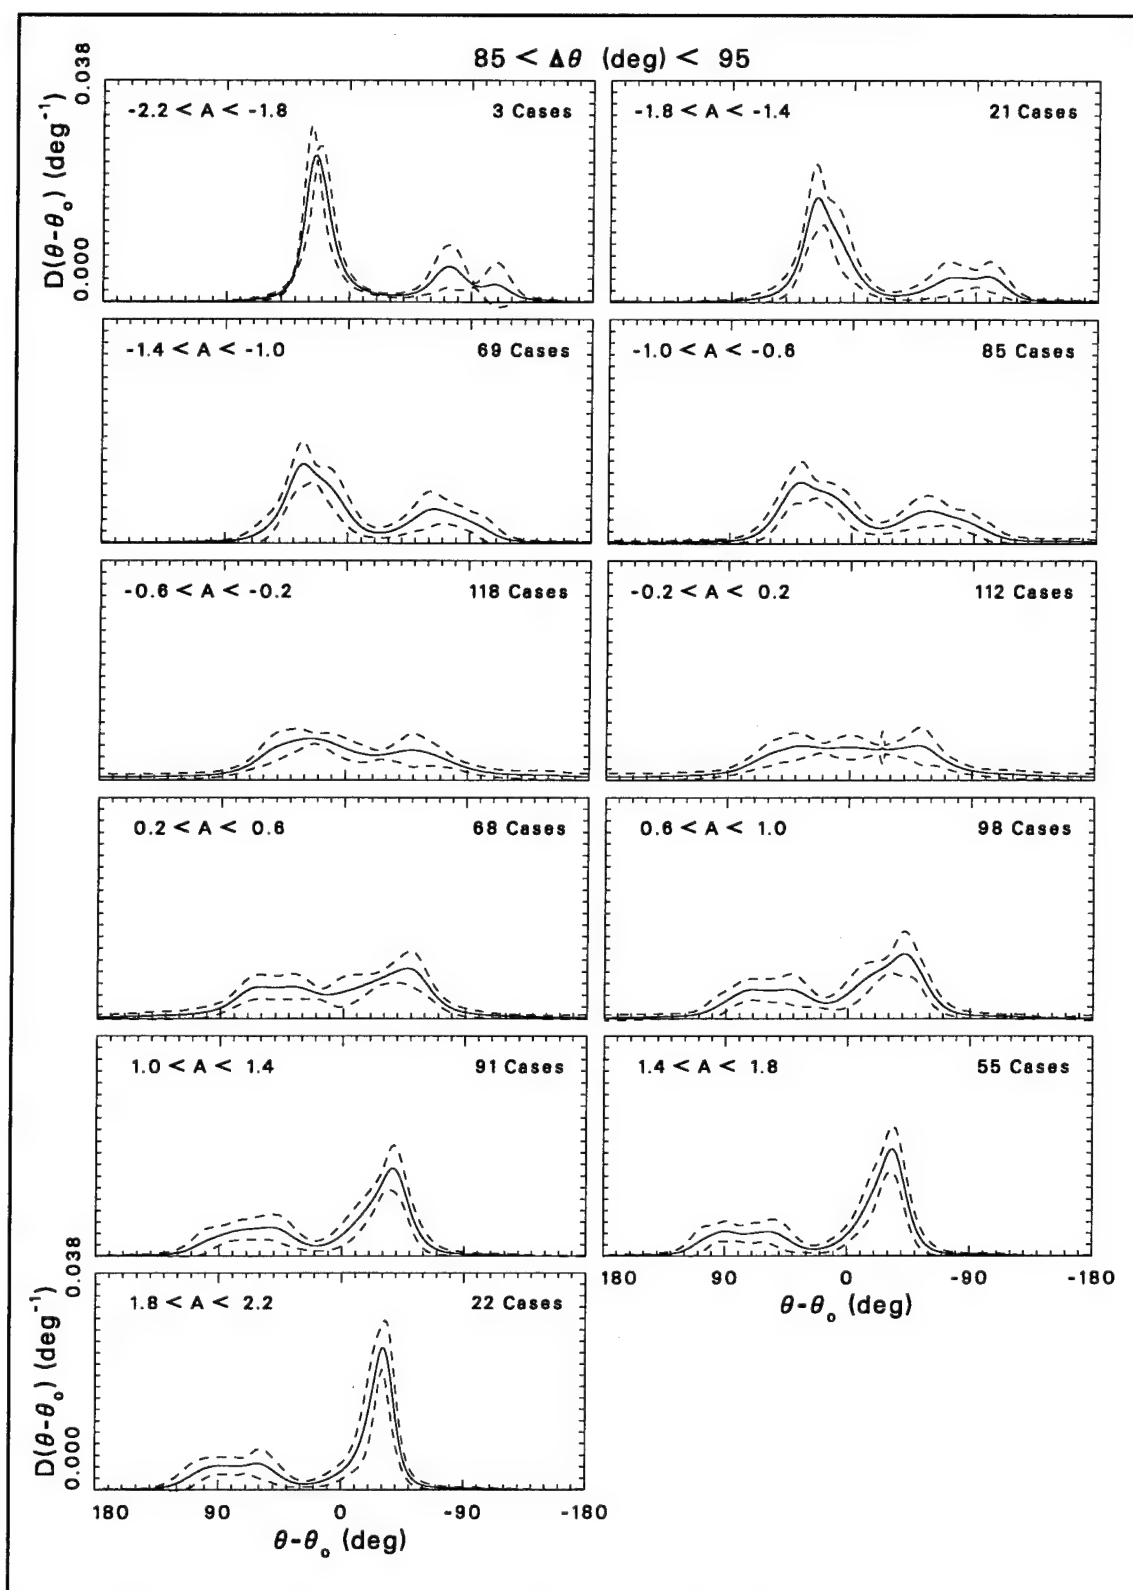 85 < Δθ (deg) < 95
D(θ-θₒ) (deg⁻¹)
0.038
0.000
-2.2 < A < -1.8 3 Cases
-1.8 < A < -1.4 21 Cases
-1.4 < A < -1.0 69 Cases
-1.0 < A < -0.6 85 Cases
-0.6 < A < -0.2 118 Cases
-0.2 < A < 0.2 112 Cases
0.2 < A < 0.6 68 Cases
0.6 < A < 1.0 98 Cases
1.0 < A < 1.4 91 Cases
1.4 < A < 1.8 55 Cases
180 90 0 -90 -180
θ-θₒ (deg)
D(θ-θₒ) (deg⁻¹)
0.038
0.000
1.8 < A < 2.2 22 Cases
180 90 0 -90 -180
θ-θₒ (deg)